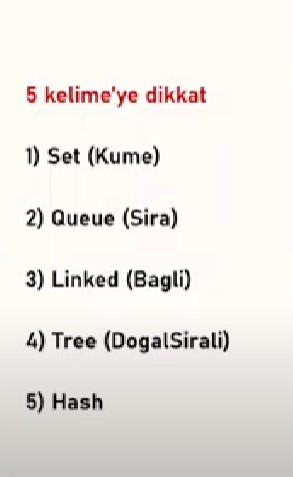 5 kelime'ye dikkat
1) Set (Kume)
2) Queue (Sira)
3) Linked (Bagli)
4) Tree (DogalSirali)
5) Hash